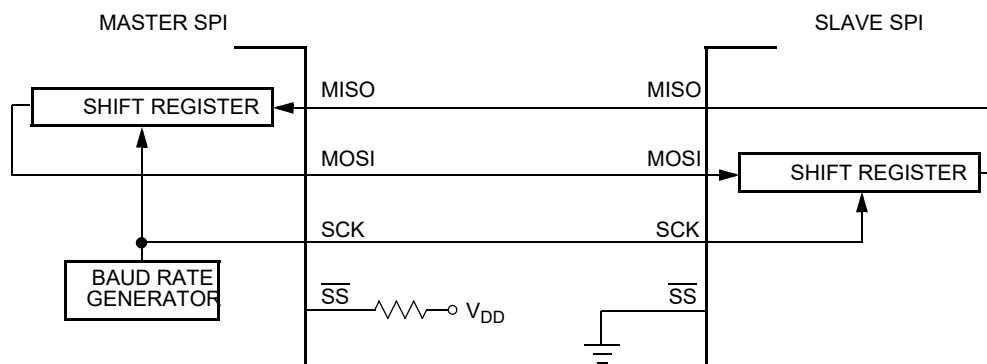 MASTER SPI
SLAVE SPI
SHIFT REGISTER
MISO
MISO
MOSI
MOSI
SHIFT REGISTER
SCK
SCK
BAUD RATE
GENERATOR
SS
VDD
SS